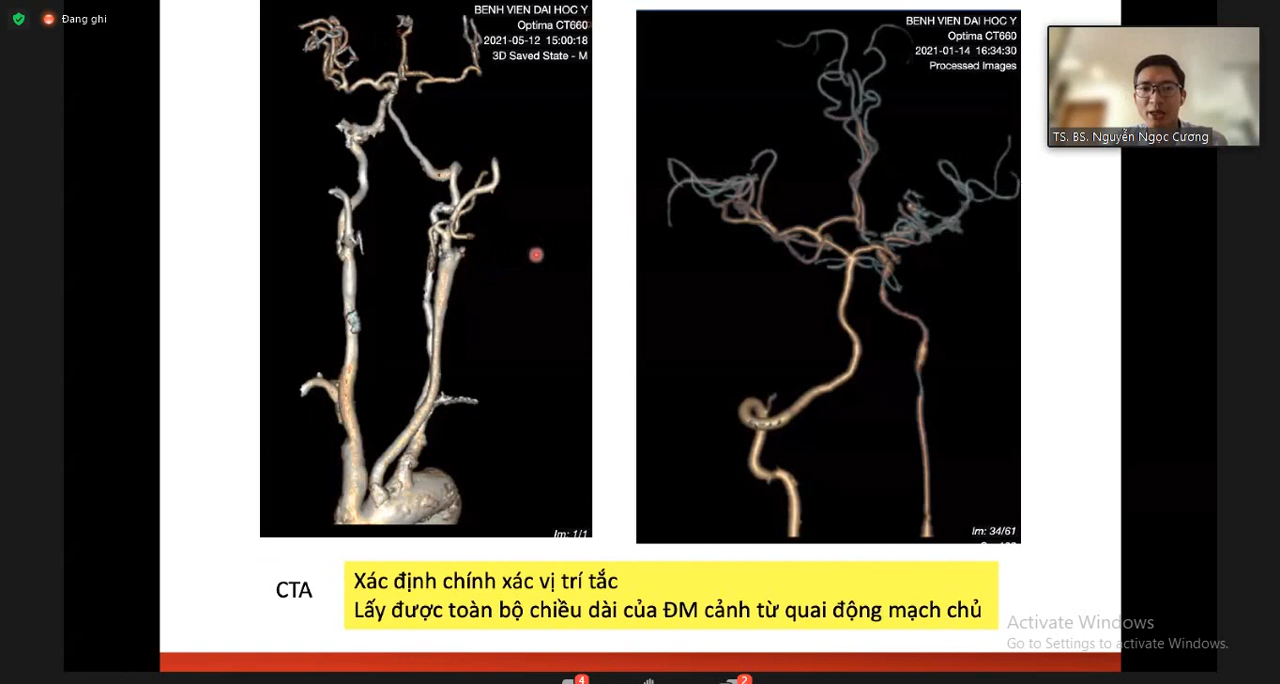 Đang ghi
BENH VIEN DAI HOC Y
Optima CT660
2021-05-12 15:00:18
3D Saved State - M
Im: 1/1
BENH VIEN DAI HOC Y
Optima CT660
2021-01-14 16:34:30
Processed Images
Im: 34/61
TS. BS. Nguyễn Ngọc Cương
CTA
Xác định chính xác vị trí tắc
Lấy được toàn bộ chiều dài của ĐM cảnh từ quai động mạch chủ
Activate Windows
Go to Settings to activate Windows.
4
2